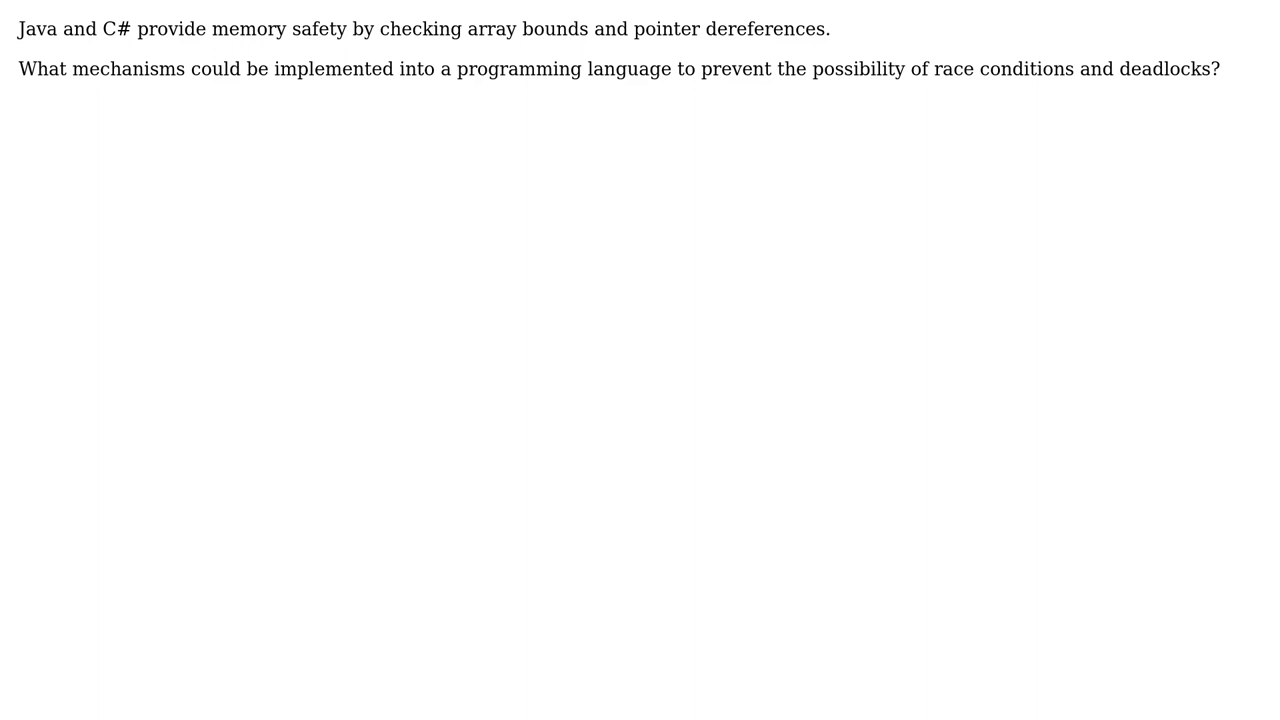 Java and C# provide memory safety by checking array bounds and pointer dereferences.
What mechanisms could be implemented into a programming language to prevent the possibility of race conditions and deadlocks?